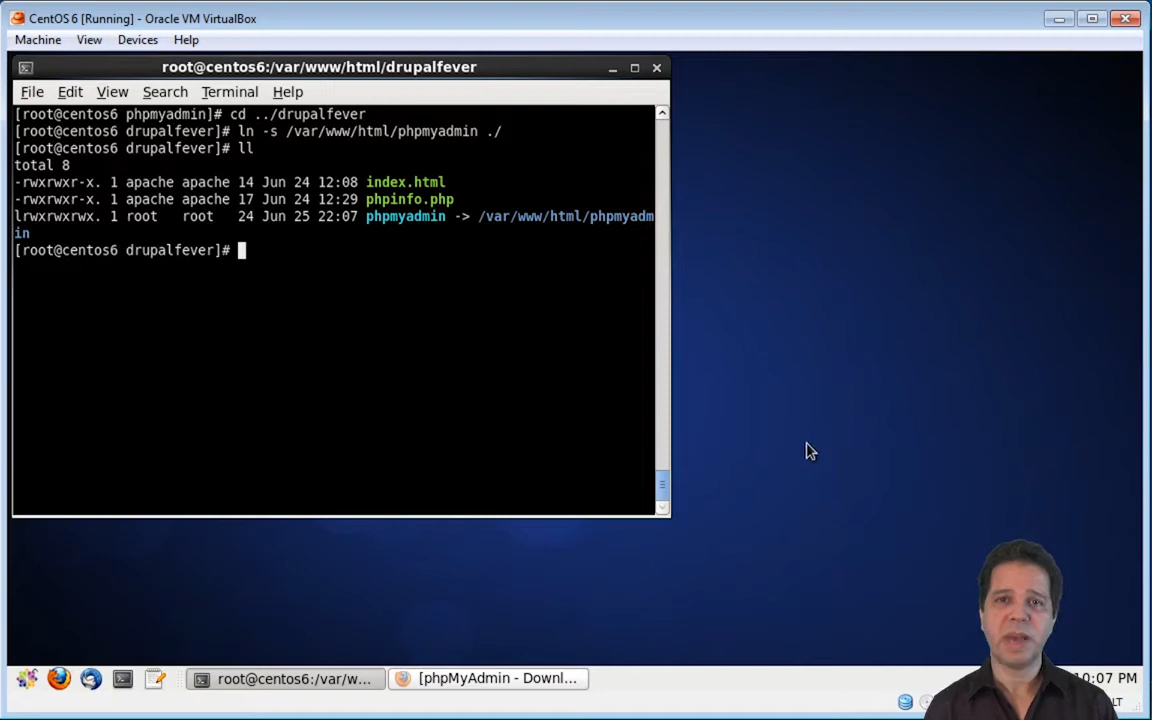 CentOS 6 [Running] - Oracle VM VirtualBox
Machine View Devices Help
root@centos6:/var/www/html/drupalfever
File Edit View Search Terminal Help
[root@centos6 phpmyadmin]# cd ../drupalfever
[root@centos6 drupalfever]# ln -s /var/www/html/phpmyadmin ./
[root@centos6 drupalfever]# ll
total 8
-rwxrwxr-x. 1 apache apache 14 Jun 24 12:08 index.html
-rwxrwxr-x. 1 apache apache 17 Jun 24 12:29 phpinfo.php
lrwxrwxrwx. 1 root root 24 Jun 25 22:07 phpmyadmin -> /var/www/html/phpmyadm
in
[root@centos6 drupalfever]#
root@centos6:/var/w... [phpMyAdmin - Downl... 10:07 PM
LT